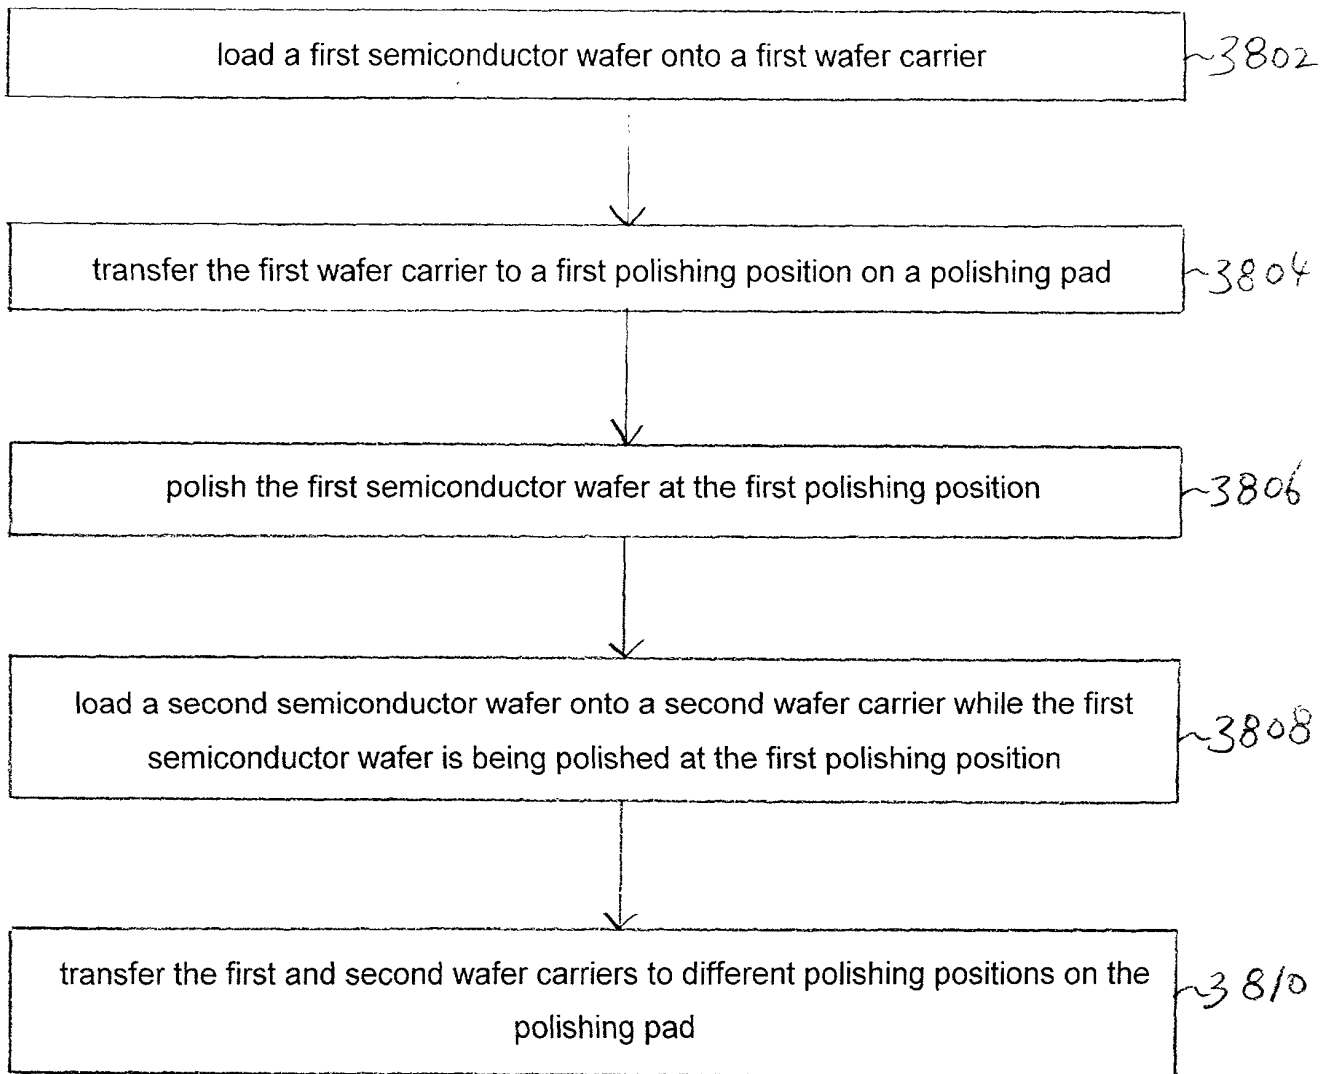 load a first semiconductor wafer onto a first wafer carrier 3802
transfer the first wafer carrier to a first polishing position on a polishing pad 3804
polish the first semiconductor wafer at the first polishing position 3806
load a second semiconductor wafer onto a second wafer carrier while the first
semiconductor wafer is being polished at the first polishing position 3808
transfer the first and second wafer carriers to different polishing positions on the
polishing pad 3810